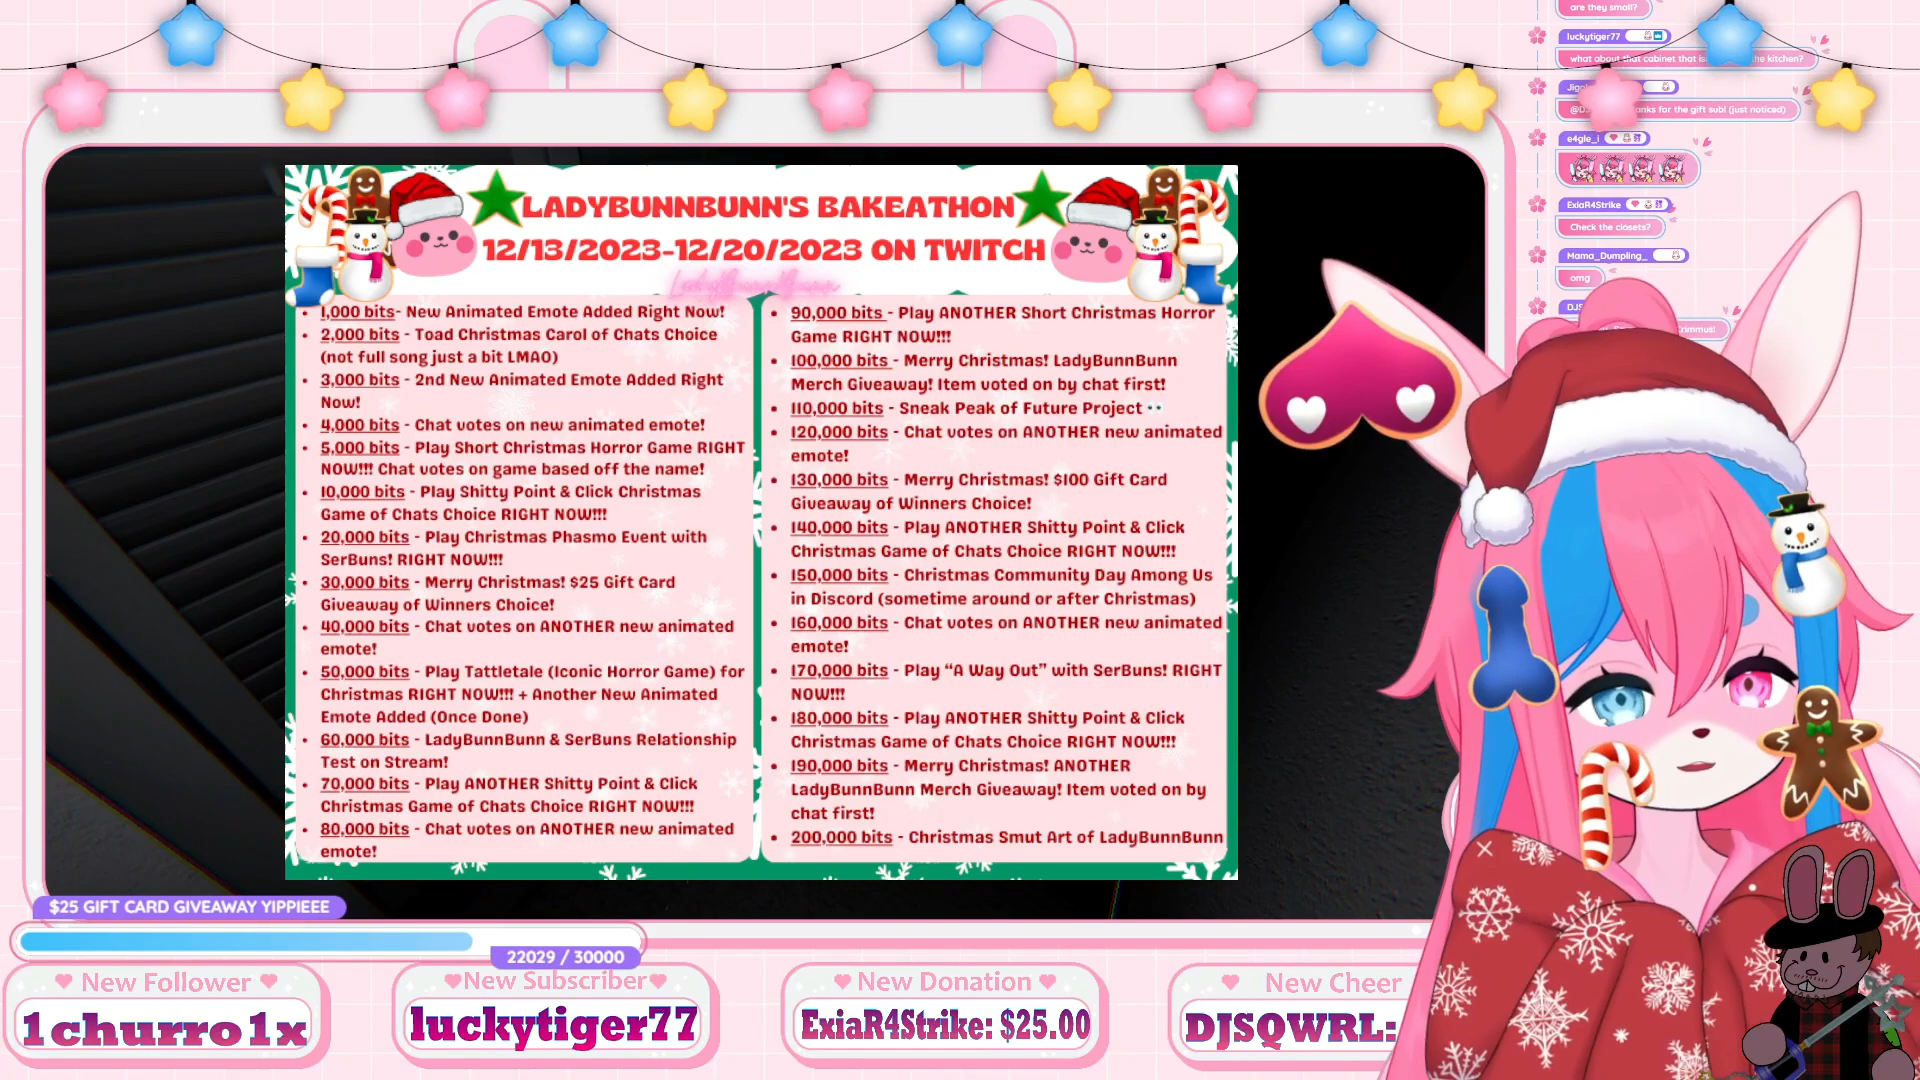 LADYBUNNBUNN'S BAKEATHON
12/13/2023-12/20/2023 ON TWITCH
LadyBunnBunn
1,000 bits- New Animated Emote Added Right Now!
2,000 bits - Toad Christmas Carol of Chats Choice
(not full song just a bit LMAO)
3,000 bits - 2nd New Animated Emote Added Right
Now!
4,000 bits - Chat votes on new animated emote!
5,000 bits - Play Short Christmas Horror Game RIGHT
NOW!!! Chat votes on game based off the name!
10,000 bits - Play Shitty Point & Click Christmas
Game of Chats Choice RIGHT NOW!!!
20,000 bits - Play Christmas Phasmo Event with
SerBuns! RIGHT NOW!!!
30,000 bits - Merry Christmas! $25 Gift Card
Giveaway of Winners Choice!
40,000 bits - Chat votes on ANOTHER new animated
emote!
50,000 bits - Play Tattletale (Iconic Horror Game) for
Christmas RIGHT NOW!!! + Another New Animated
Emote Added (Once Done)
60,000 bits - LadyBunnBunn & SerBuns Relationship
Test on Stream!
70,000 bits - Play ANOTHER Shitty Point & Click
Christmas Game of Chats Choice RIGHT NOW!!!
80,000 bits - Chat votes on ANOTHER new animated
emote!
90,000 bits - Play ANOTHER Short Christmas Horror
Game RIGHT NOW!!!
100,000 bits - Merry Christmas! LadyBunnBunn
Merch Giveaway! Item voted on by chat first!
110,000 bits - Sneak Peak of Future Project
120,000 bits - Chat votes on ANOTHER new animated
emote!
130,000 bits - Merry Christmas! $100 Gift Card
Giveaway of Winners Choice!
140,000 bits - Play ANOTHER Shitty Point & Click
Christmas Game of Chats Choice RIGHT NOW!!!
150,000 bits - Christmas Community Day Among Us
in Discord (sometime around or after Christmas)
160,000 bits - Chat votes on ANOTHER new animated
emote!
170,000 bits - Play “A Way Out” with SerBuns! RIGHT
NOW!!!
180,000 bits - Play ANOTHER Shitty Point & Click
Christmas Game of Chats Choice RIGHT NOW!!!
190,000 bits - Merry Christmas! ANOTHER
LadyBunnBunn Merch Giveaway! Item voted on by
chat first!
200,000 bits - Christmas Smut Art of LadyBunnBunn
are they small?
luckytiger77
what about that cabinet that is the kitchen?
for the gift sub! (just noticed)
e4gle_i
ExiaR4Strike
Check the closets?
Mama_Dumpling_
omg
$25 GIFT CARD GIVEAWAY YIPPIEEE
22029 / 30000
New Follower
1churro1x
New Subscriber
luckytiger77
New Donation
ExiaR4Strike: $25.00
New Cheer
DJSQWRL: